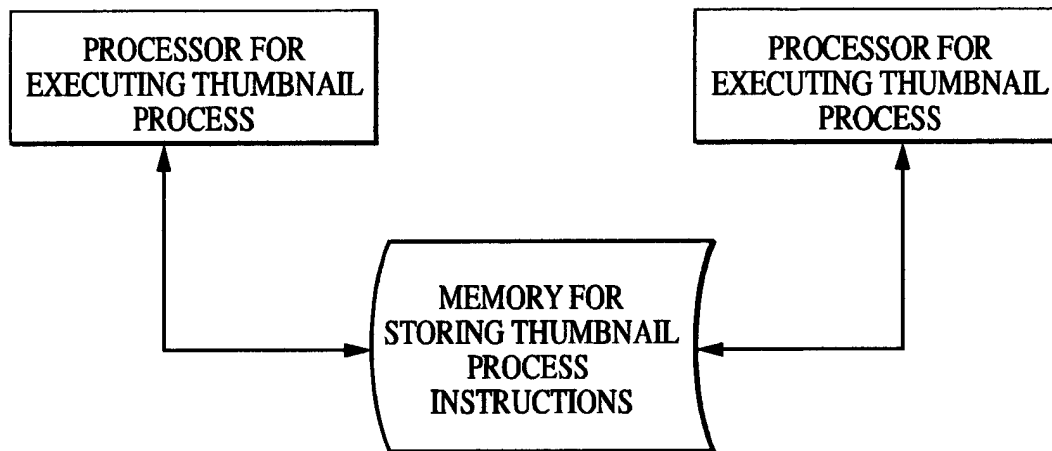 PROCESSOR FOR
EXECUTING THUMBNAIL
PROCESS
PROCESSOR FOR
EXECUTING THUMBNAIL
PROCESS
MEMORY FOR
STORING THUMBNAIL
PROCESS
INSTRUCTIONS